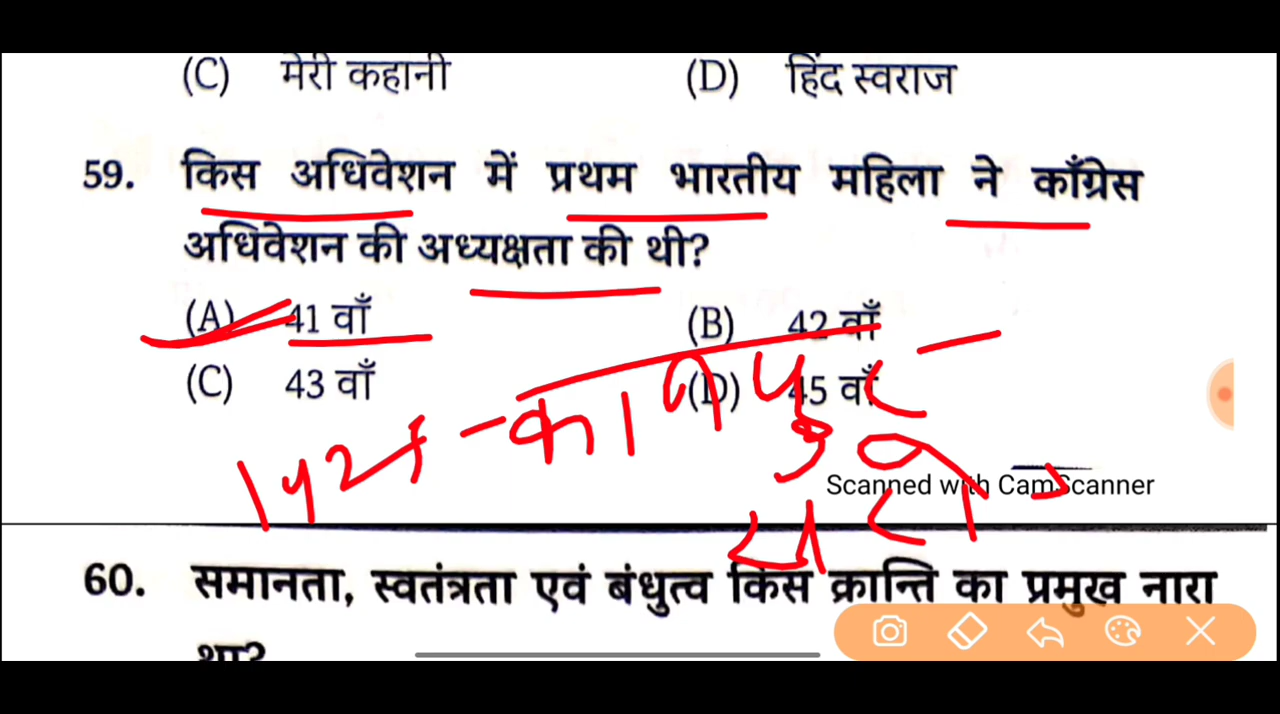 (C) मेरी कहानी (D) हिंद स्वराज
59. किस अधिवेशन में प्रथम भारतीय महिला ने काँग्रेस
अधिवेशन की अध्यक्षता की थी?
(A) 41 वाँ (B) 42 वाँ
(C) 43 वाँ (D) 45 वाँ
1925 - कानपुर -
Scanned with CamScanner
60. समानता, स्वतंत्रता एवं बंधुत्व किस क्रान्ति का प्रमुख नारा
था?